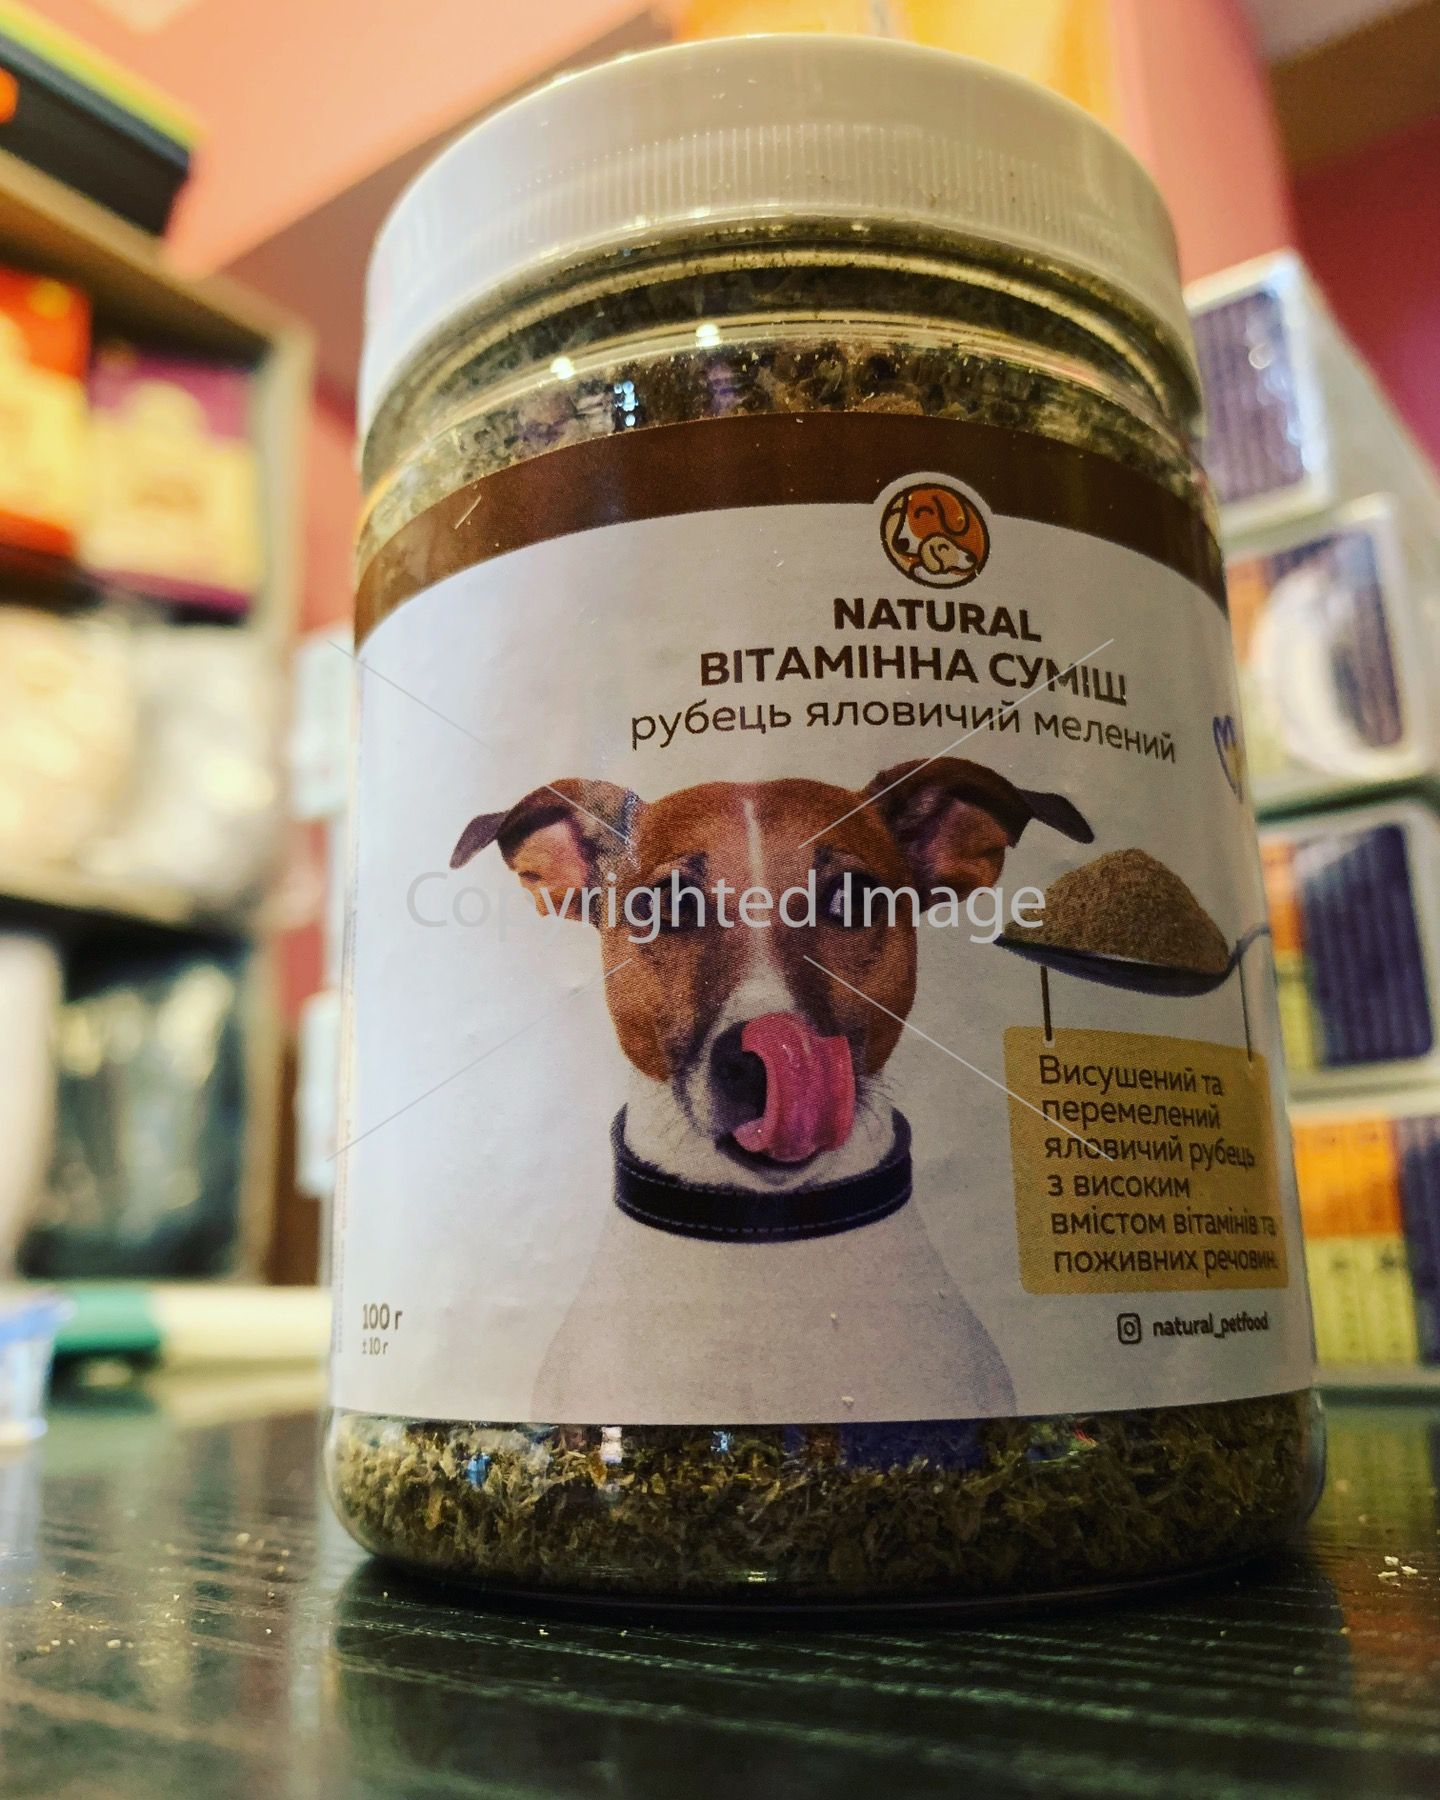 NATURAL
ВІТАМІННА СУМІШ
рубець яловичий мелений
Copyrighted Image
Висушений та
перемелений
яловичий рубець
з високим
вмістом вітамінів та
поживних речовин
100 г
±10 г
natural_petfood